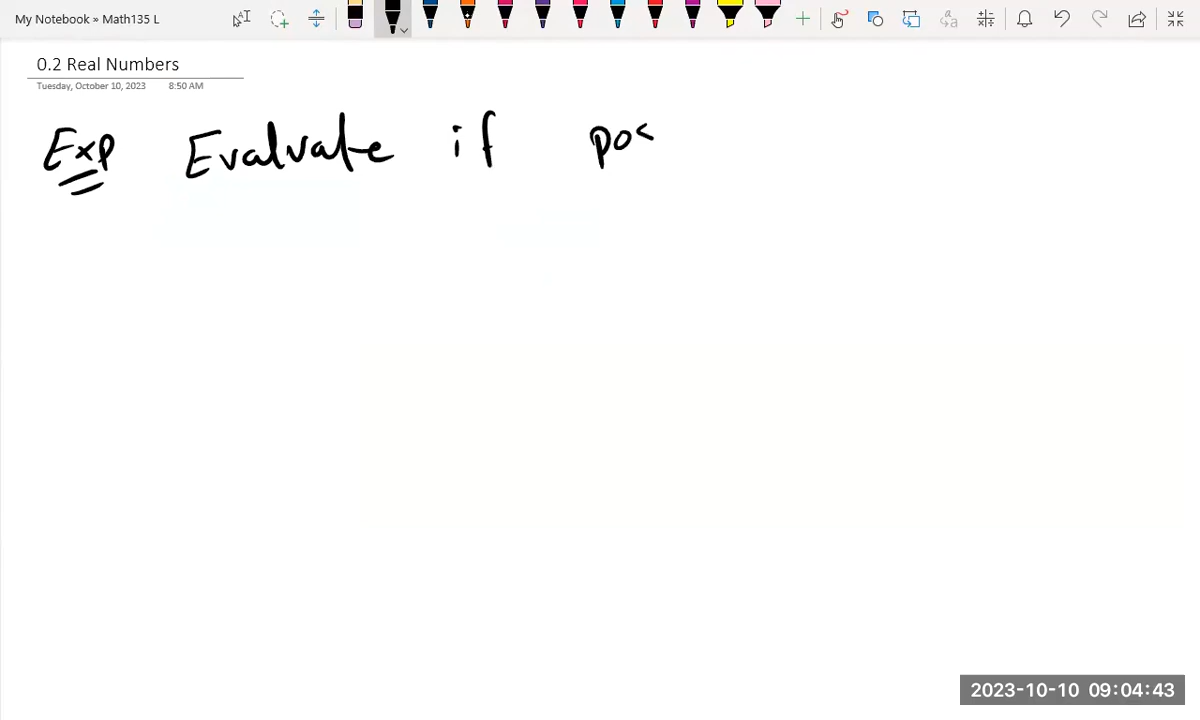 My Notebook » Math135 L
0.2 Real Numbers
Tuesday, October 10, 2023 8:50 AM
Exp Evaluate if pos
2023-10-10 09:04:43